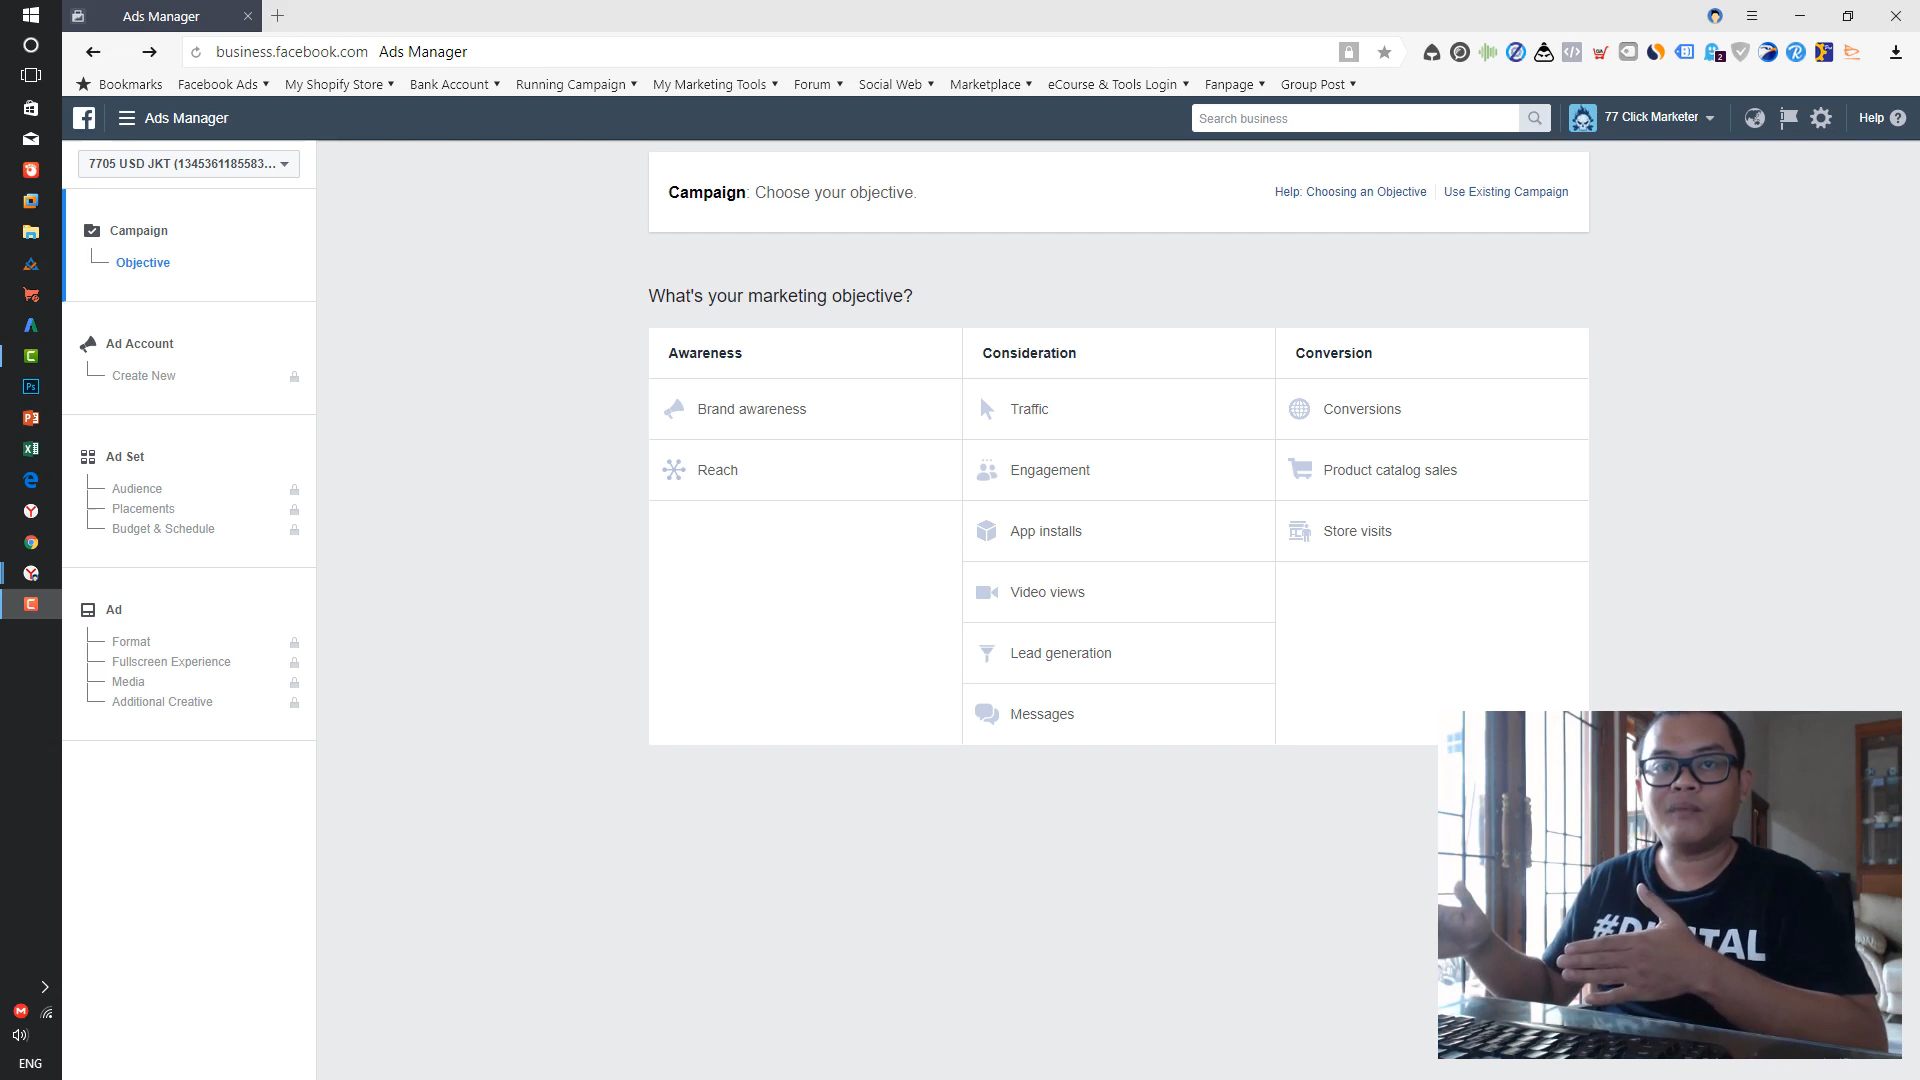 Ads Manager
business.facebook.com Ads Manager
2
Bookmarks Facebook Ads My Shopify Store Bank Account Running Campaign My Marketing Tools Forum Social Web Marketplace eCourse & Tools Login Fanpage Group Post
Ads Manager Search business 77 Click Marketer Help ?
7705 USD JKT (1345361185583...
Campaign
Objective
Ad Account
Create New
Ad Set
Audience
Placements
Budget & Schedule
Ad
Format
Fullscreen Experience
Media
Additional Creative
Campaign: Choose your objective. Help: Choosing an Objective Use Existing Campaign
What's your marketing objective?
Awareness Consideration Conversion
Brand awareness Traffic Conversions
Reach Engagement Product catalog sales
App installs Store visits
Video views
Lead generation
Messages
ENG